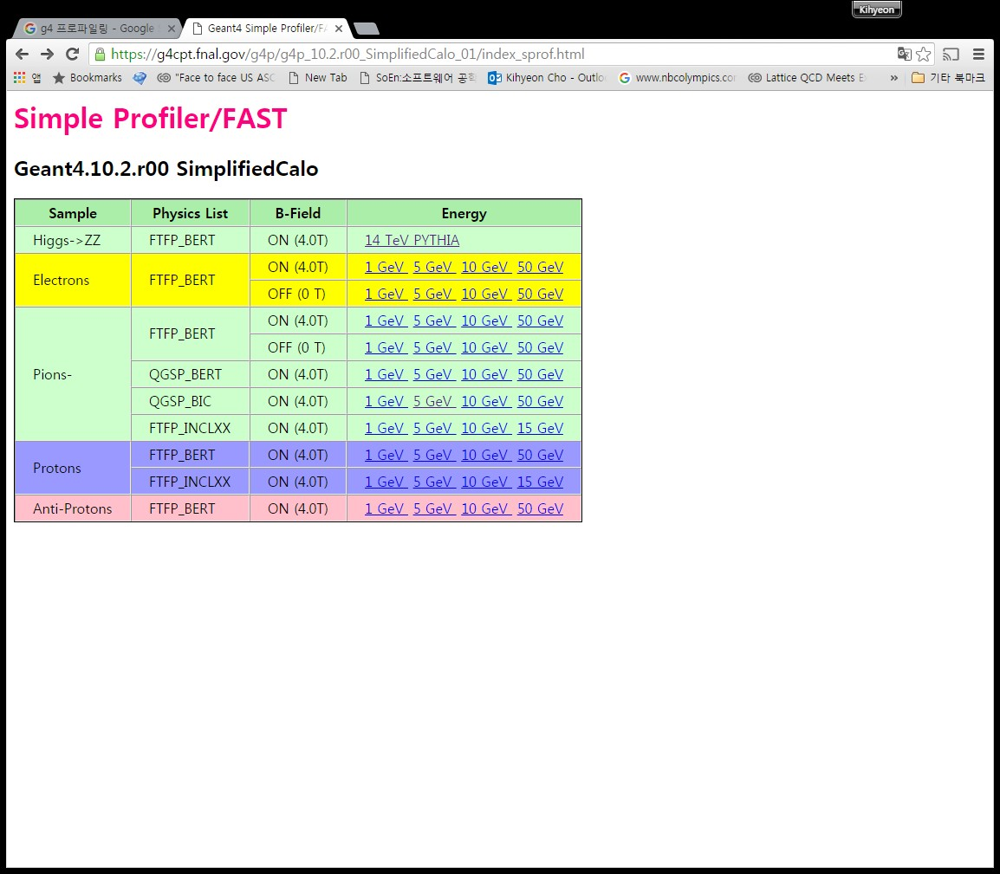 Kihyeon
g4 프로파일링 - Google
Geant4 Simple Profiler/FA
https://g4cpt.fnal.gov/g4p/g4p_10.2.r00_SimplifiedCalo_01/index_sprof.html
앱 Bookmarks "Face to face US ASC New Tab SoEn:소프트웨어 공학 Kihyeon Cho - Outlo www.nbcolympics.com Lattice QCD Meets E » 기타 북마크
Simple Profiler/FAST
Geant4.10.2.r00 SimplifiedCalo
Sample Physics List B-Field Energy
Higgs->ZZ FTFP_BERT ON (4.0T) 14 TeV PYTHIA
Electrons FTFP_BERT ON (4.0T) 1 GeV 5 GeV 10 GeV 50 GeV
OFF (0 T) 1 GeV 5 GeV 10 GeV 50 GeV
Pions- FTFP_BERT ON (4.0T) 1 GeV 5 GeV 10 GeV 50 GeV
OFF (0 T) 1 GeV 5 GeV 10 GeV 50 GeV
QGSP_BERT ON (4.0T) 1 GeV 5 GeV 10 GeV 50 GeV
QGSP_BIC ON (4.0T) 1 GeV 5 GeV 10 GeV 50 GeV
FTFP_INCLXX ON (4.0T) 1 GeV 5 GeV 10 GeV 15 GeV
Protons FTFP_BERT ON (4.0T) 1 GeV 5 GeV 10 GeV 50 GeV
FTFP_INCLXX ON (4.0T) 1 GeV 5 GeV 10 GeV 15 GeV
Anti-Protons FTFP_BERT ON (4.0T) 1 GeV 5 GeV 10 GeV 50 GeV